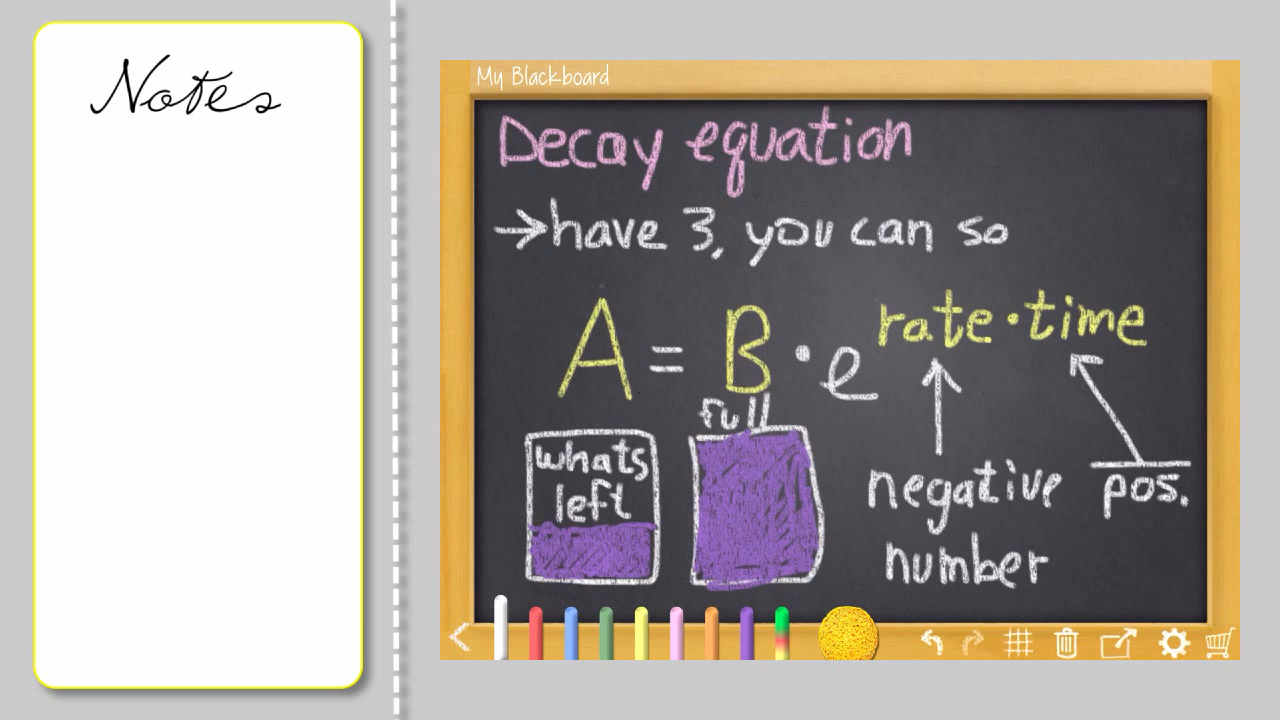 Notes
My Blackboard
Decay equation
→have 3, you can so
A = B • e rate • time
full
whats
left
negative
number
pos.